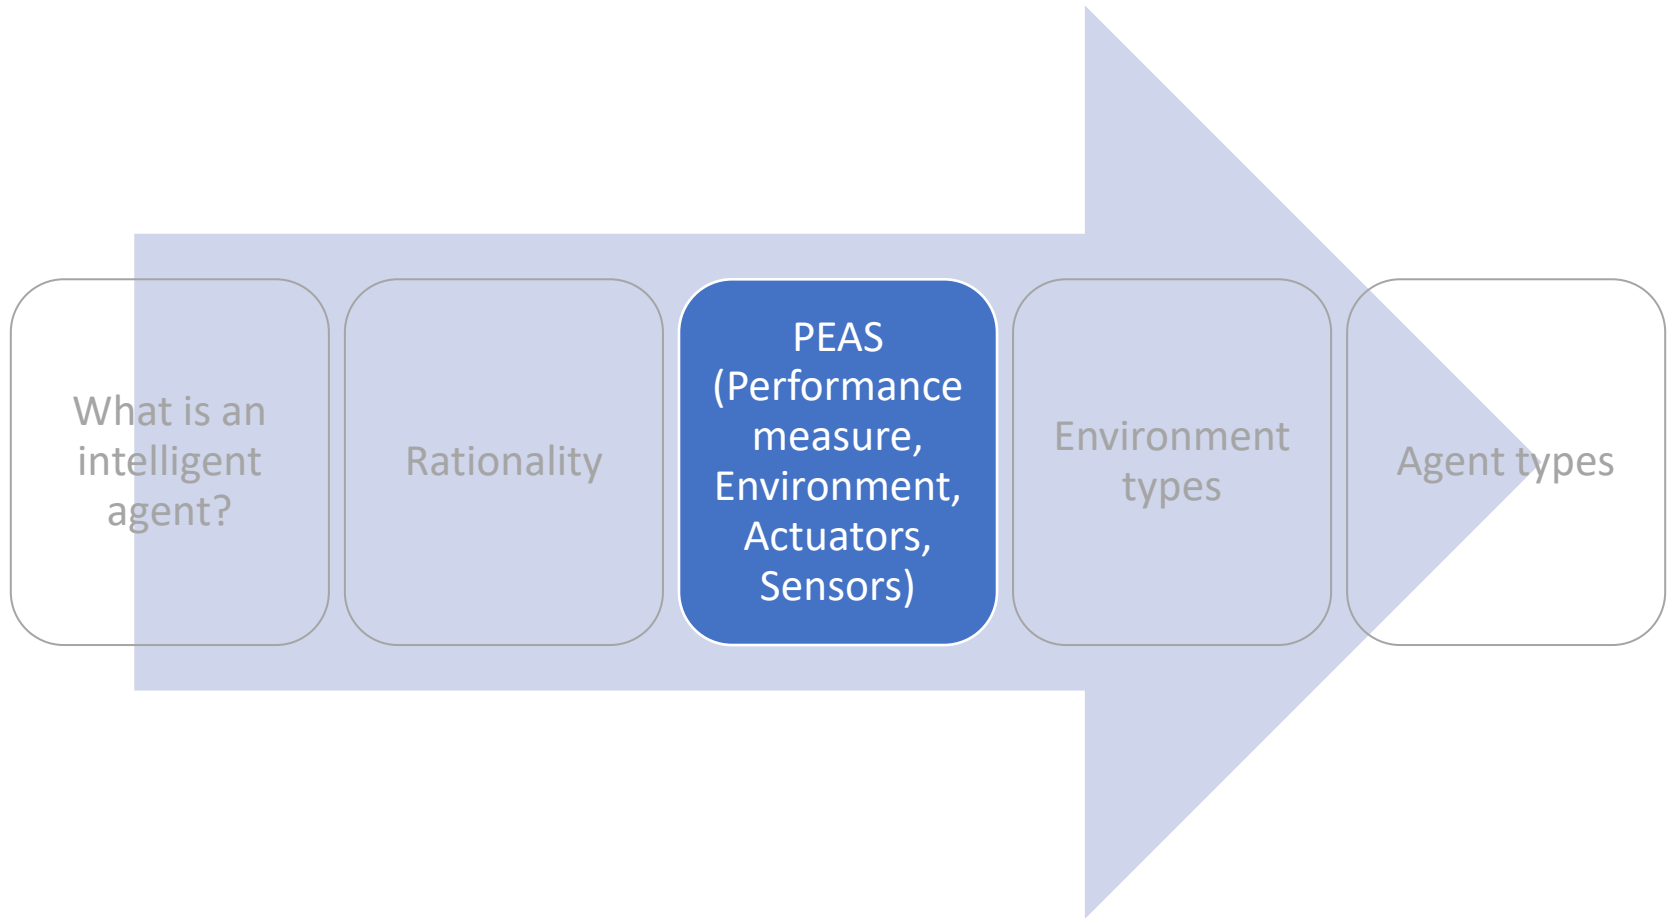 What is an
intelligent
agent?
Rationality
PEAS
(Performance
measure,
Environment,
Actuators,
Sensors)
Environment
types
Agent types